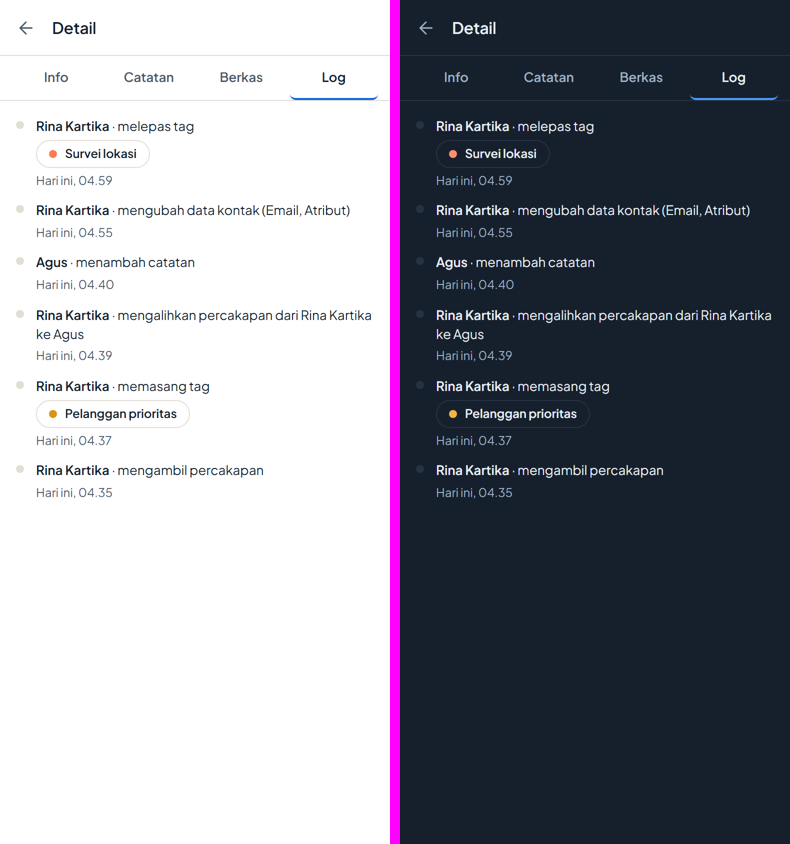 Detail
Info Catatan Berkas Log
Rina Kartika · melepas tag
Survei lokasi
Hari ini, 04.59
Rina Kartika · mengubah data kontak (Email, Atribut)
Hari ini, 04.55
Agus · menambah catatan
Hari ini, 04.40
Rina Kartika · mengalihkan percakapan dari Rina Kartika
ke Agus
Hari ini, 04.39
Rina Kartika · memasang tag
Pelanggan prioritas
Hari ini, 04.37
Rina Kartika · mengambil percakapan
Hari ini, 04.35
Detail
Info Catatan Berkas Log
Rina Kartika · melepas tag
Survei lokasi
Hari ini, 04.59
Rina Kartika · mengubah data kontak (Email, Atribut)
Hari ini, 04.55
Agus · menambah catatan
Hari ini, 04.40
Rina Kartika · mengalihkan percakapan dari Rina Kartika
ke Agus
Hari ini, 04.39
Rina Kartika · memasang tag
Pelanggan prioritas
Hari ini, 04.37
Rina Kartika · mengambil percakapan
Hari ini, 04.35